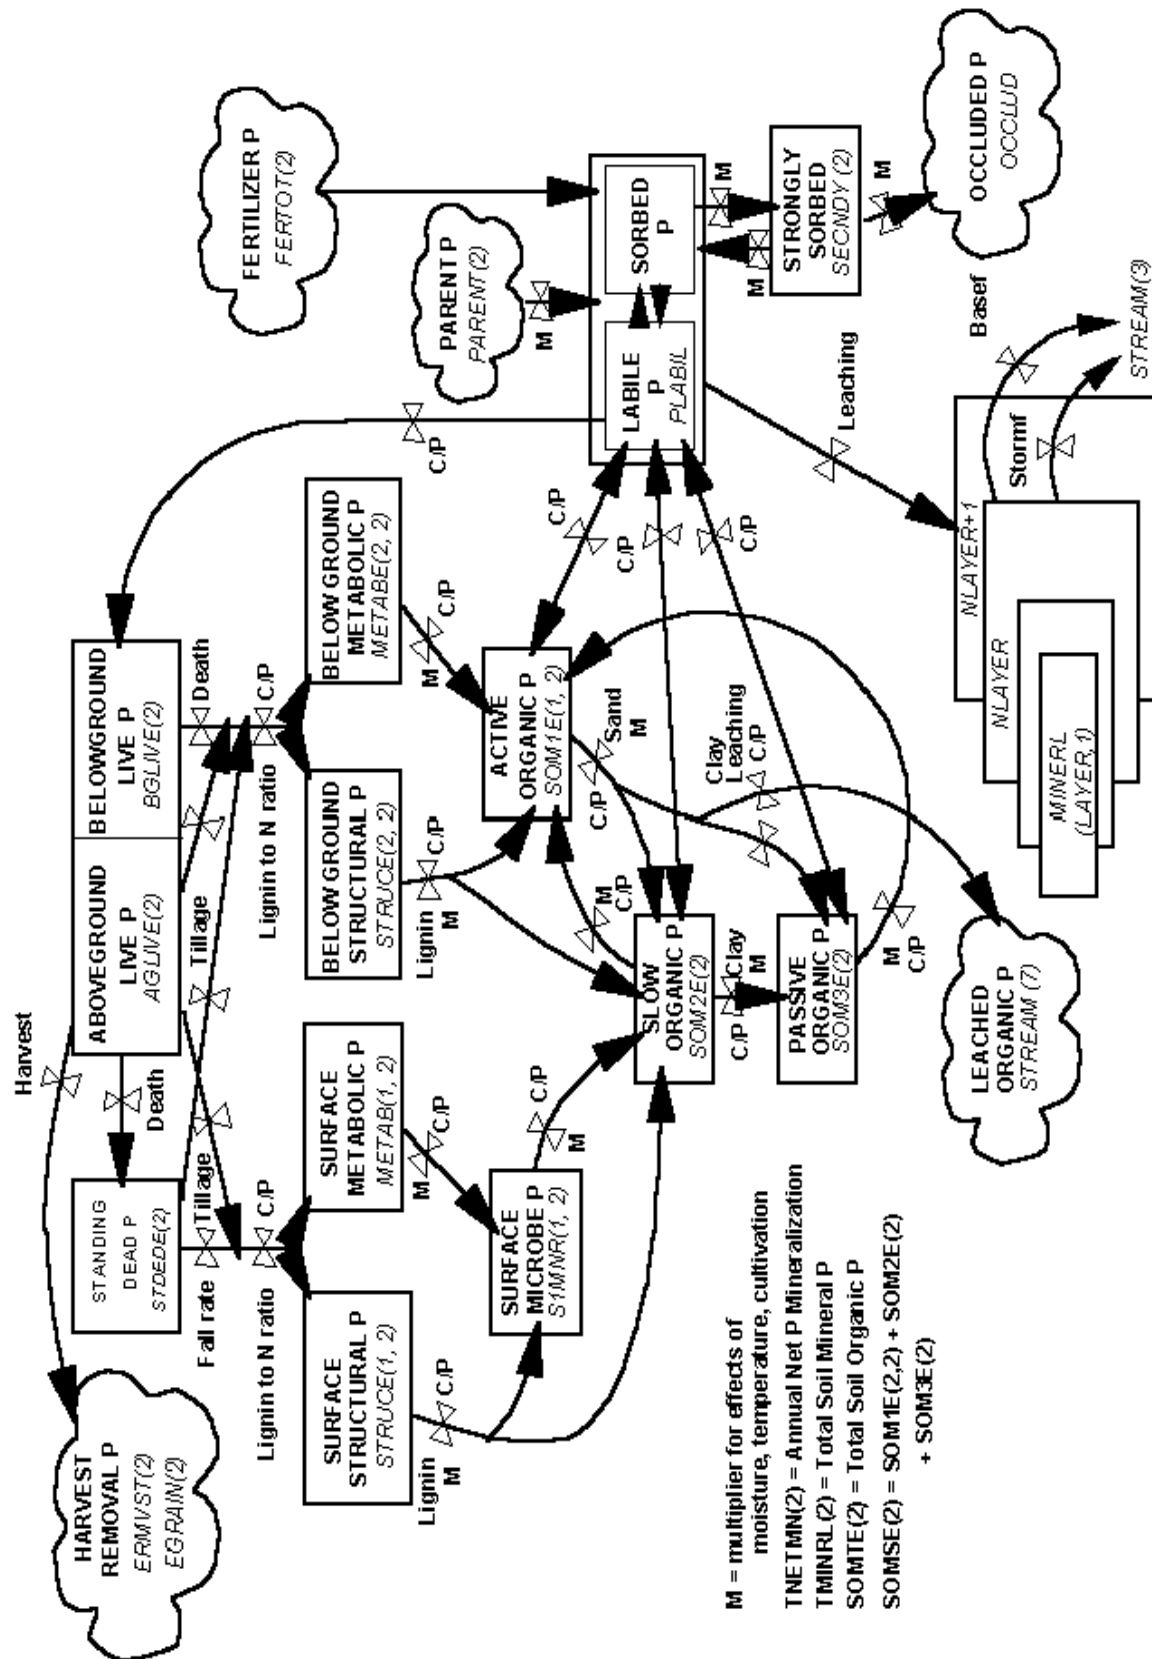 HARVEST
REMOVAL P
ERMVST(2)
EGRAIN(2)
Harvest
STANDING
DEAD P
STDEDE(2)
Death
ABOVEGROUND
LIVE P
AGLIVE(2)
BELOWGROUND
LIVE P
BGLIVE(2)
Fall rate
Tillage
Tillage
Death
Lignin to N ratio
C/P
Lignin to N ratio
C/P
C/P
FERTILIZER P
FERTOT(2)
PARENT P
PARENT(2)
M
SURFACE
STRUCTURAL P
STRUCE(1, 2)
SURFACE
METABOLIC P
METAB(1, 2)
BELOW GROUND
STRUCTURAL P
STRUCE(2, 2)
BELOW GROUND
METABOLIC P
METABE(2, 2)
Lignin
M
C/P
M
C/P
Lignin
M
C/P
M
C/P
SURFACE
MICROBE P
S1MNR(1, 2)
C/P
M
ACTIVE
ORGANIC P
SOM1E(1, 2)
C/P
C/P
C/P
LABILE
P
PLABIL
SORBED
P
M
M
STRONGLY
SORBED
SECNDY (2)
M
OCCLUDED P
OCCLUD
C/P
Sand
M
M
C/P
SLOW
ORGANIC P
SOM2E(2)
C/P
Clay
M
Clay
Leaching
C/P
PASSIVE
ORGANIC P
SOM3E(2)
M
C/P
LEACHED
ORGANIC P
STREAM (7)
Leaching
NLAYER+1
NLAYER
MINERL
(LAYER,1)
Stormf
Basef
STREAM(3)
M = multiplier for effects of
moisture, temperature, cultivation
TNETMN(2) = Annual Net P Mineralization
TMINRL(2) = Total Soil Mineral P
SOMTE(2) = Total Soil Organic P
SOMSE(2) = SOM1E(2,2) + SOM2E(2)
+ SOM3E(2)